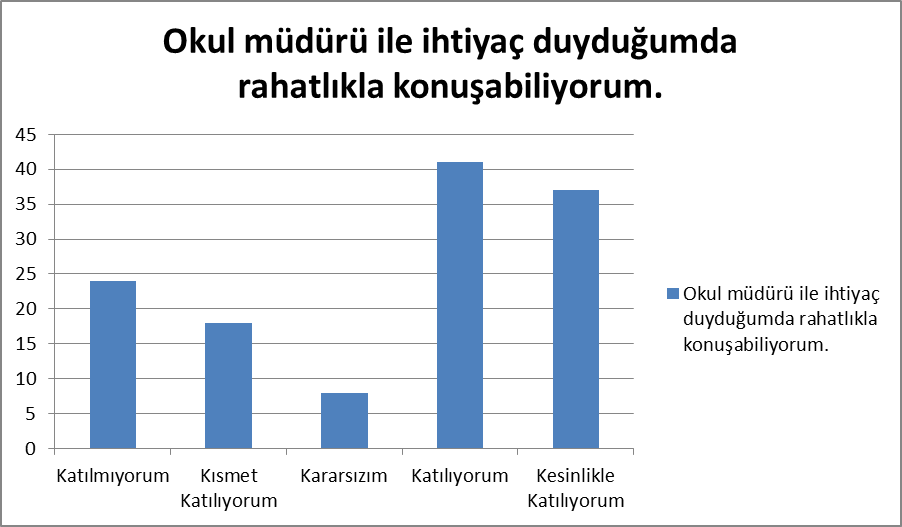 Okul müdürü ile ihtiyaç duyduğumda
rahatlıkla konuşabiliyorum.
45
40
35
30
25
20
15
10
5
0
Katılmıyorum
Kısmet
Katılıyorum
Kararsızım
Katılıyorum
Kesinlikle
Katılıyorum
Okul müdürü ile ihtiyaç
duyduğumda rahatlıkla
konuşabiliyorum.